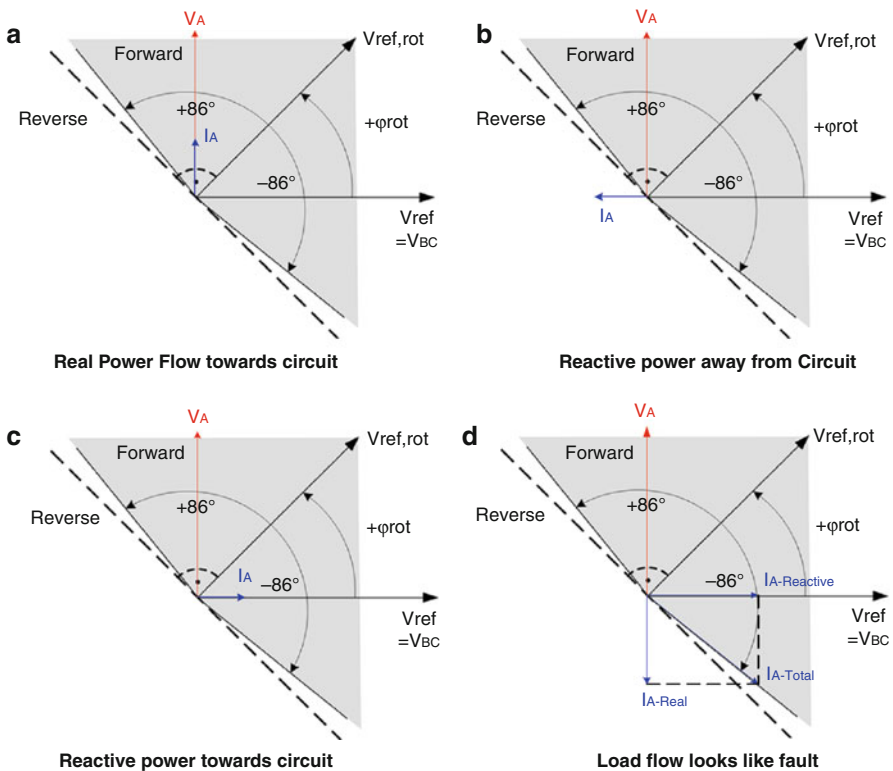 a
VA
Vref,rot
Forward
+86°
Reverse
IA
+φrot
−86°
Vref
=VBC
Real Power Flow towards circuit
b
VA
Vref,rot
Forward
+86°
Reverse
+φrot
−86°
IA
Vref
=VBC
Reactive power away from Circuit
c
VA
Vref,rot
Forward
+86°
Reverse
+φrot
IA
−86°
Vref
=VBC
Reactive power towards circuit
d
VA
Vref,rot
Forward
+86°
Reverse
+φrot
−86°
IA-Reactive
Vref
=VBC
IA-Total
IA-Real
Load flow looks like fault